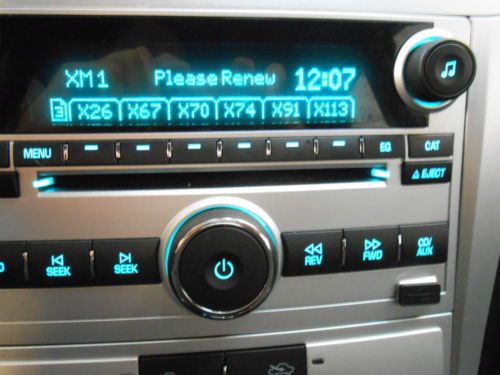 XM1 Please Renew 12:07
3 X26 X67 X70 X74 X91 X113
MENU EQ CAT
EJECT
SEEK SEEK REV FWD CD/AUX